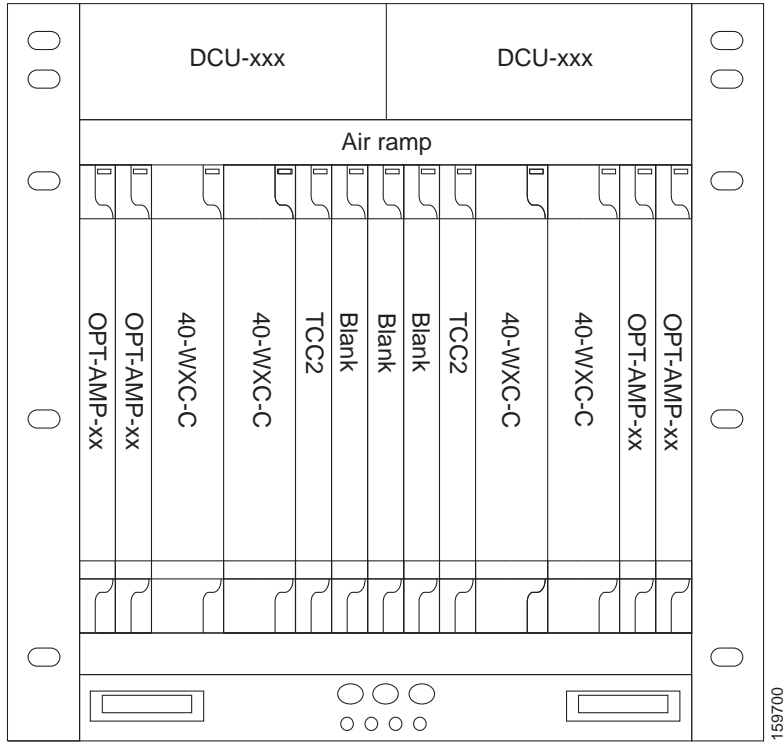 DCU-xxx
DCU-xxx
Air ramp
OPT-AMP-xx
OPT-AMP-xx
40-WXC-C
40-WXC-C
TCC2
Blank
Blank
Blank
TCC2
40-WXC-C
40-WXC-C
OPT-AMP-xx
OPT-AMP-xx
159700